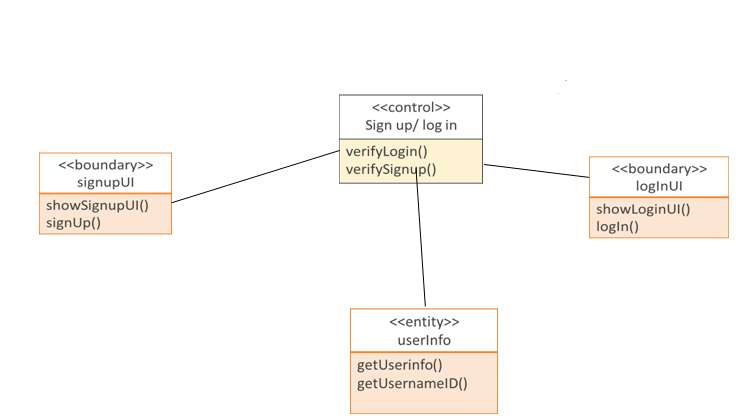 <<control>>
Sign up/ log in
verifyLogin()
verifySignup()
<<boundary>>
signupUI
showSignupUI()
signUp()
<<boundary>>
logInUI
showLoginUI()
logIn()
<<entity>>
userInfo
getUserinfo()
getUsernameID()